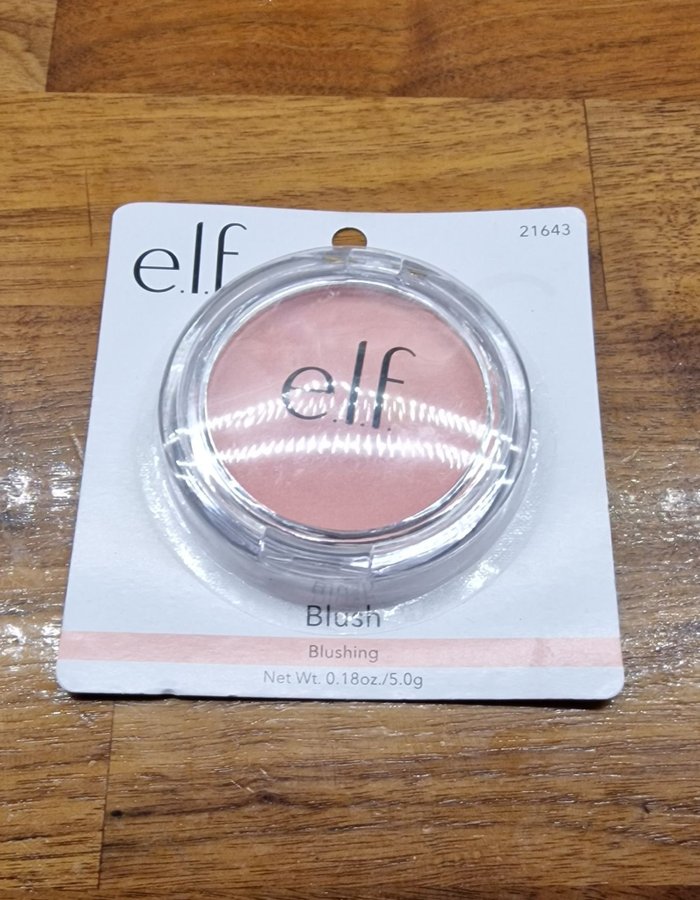 e.l.f.
21643
e.l.f.
Blush
Blushing
Net Wt. 0.18oz./5.0g